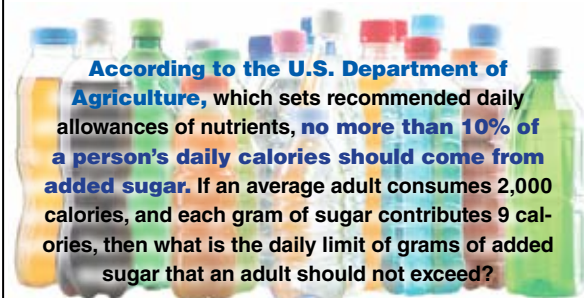 According to the U.S. Department of
Agriculture, which sets recommended daily
allowances of nutrients, no more than 10% of
a person's daily calories should come from
added sugar. If an average adult consumes 2,000
calories, and each gram of sugar contributes 9 cal-
ories, then what is the daily limit of grams of added
sugar that an adult should not exceed?